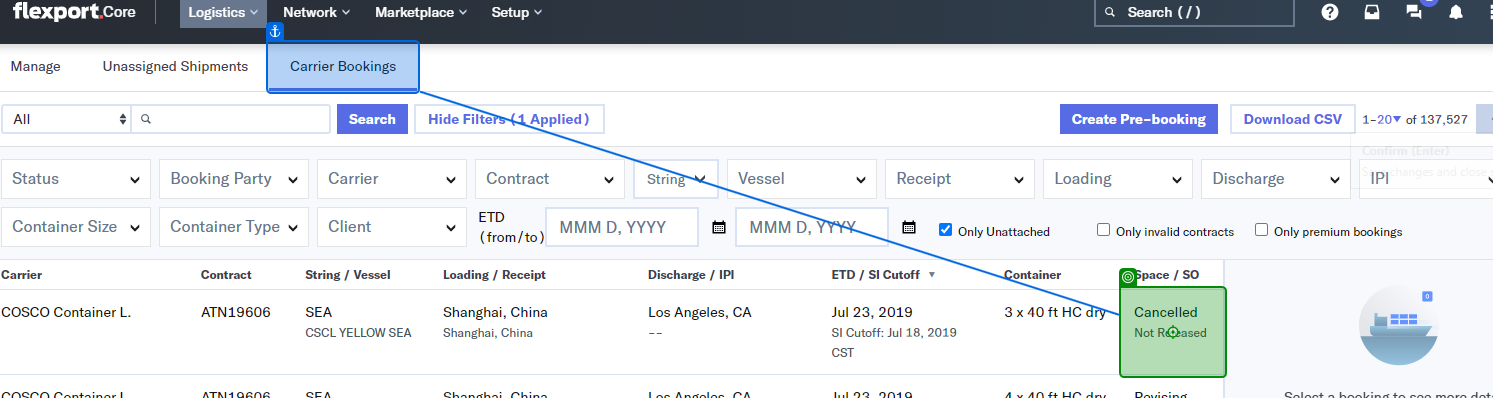 flexport.Core Logistics Network Marketplace Setup Search (/)
Manage Unassigned Shipments Carrier Bookings
All Search Hide Filters (1 Applied) Create Pre-booking Download CSV 1–20 of 137,527
Confirm (Enter)
Status Booking Party Carrier Contract String Vessel Receipt Loading Discharge IPI
Container Size Container Type Client ETD (from/to) MMM D, YYYY MMM D, YYYY Only Unattached Only invalid contracts Only premium bookings
Carrier Contract String / Vessel Loading / Receipt Discharge / IPI ETD / SI Cutoff Container Space / SO
COSCO Container L. ATN19606 SEA Shanghai, China Los Angeles, CA Jul 23, 2019 3 x 40 ft HC dry Cancelled
CSCL YELLOW SEA Shanghai, China -- SI Cutoff: Jul 18, 2019 Not Released
CST
0
COSCO Container L. ATN19606 SEA Shanghai, China Los Angeles, CA Jul 23, 2019 4 x 40 ft HC dry Revising
Select a booking to see more